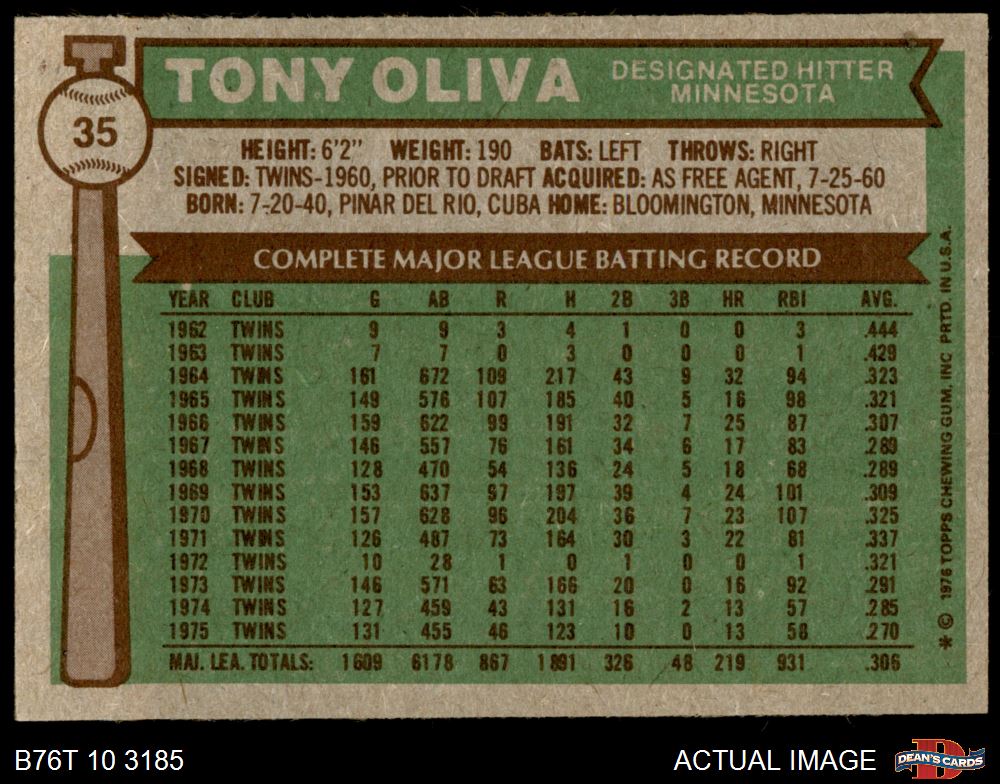 35
TONY OLIVA
DESIGNATED HITTER
MINNESOTA
HEIGHT: 6'2" WEIGHT: 190 BATS: LEFT THROWS: RIGHT
SIGNED: TWINS-1960, PRIOR TO DRAFT ACQUIRED: AS FREE AGENT, 7-25-60
BORN: 7-20-40, PINAR DEL RIO, CUBA HOME: BLOOMINGTON, MINNESOTA
COMPLETE MAJOR LEAGUE BATTING RECORD
YEAR CLUB G AB R H 2B 3B HR RBI AVG.
1962 TWINS 9 9 3 4 1 0 0 3 .444
1963 TWINS 7 7 0 3 0 0 0 1 .429
1964 TWINS 161 672 109 217 43 9 32 94 .323
1965 TWINS 149 576 107 185 40 5 16 98 .321
1966 TWINS 159 622 99 191 32 7 25 87 .307
1967 TWINS 146 557 76 161 34 6 17 83 .289
1968 TWINS 128 470 54 136 24 5 18 68 .289
1969 TWINS 153 637 97 197 39 4 24 101 .309
1970 TWINS 157 628 96 204 36 7 23 107 .325
1971 TWINS 126 487 73 164 30 3 22 81 .337
1972 TWINS 10 28 1 9 1 0 0 1 .321
1973 TWINS 146 571 63 166 20 0 16 92 .291
1974 TWINS 127 459 43 131 16 2 13 57 .285
1975 TWINS 131 455 46 123 10 0 13 58 .270
MAJ. LEA. TOTALS: 1609 6178 867 1891 326 48 219 931 .306
* © 1976 TOPPS CHEWING GUM, INC PRTD. IN U.S.A.
B76T 10 3185
ACTUAL IMAGE
DEAN'S CARDS